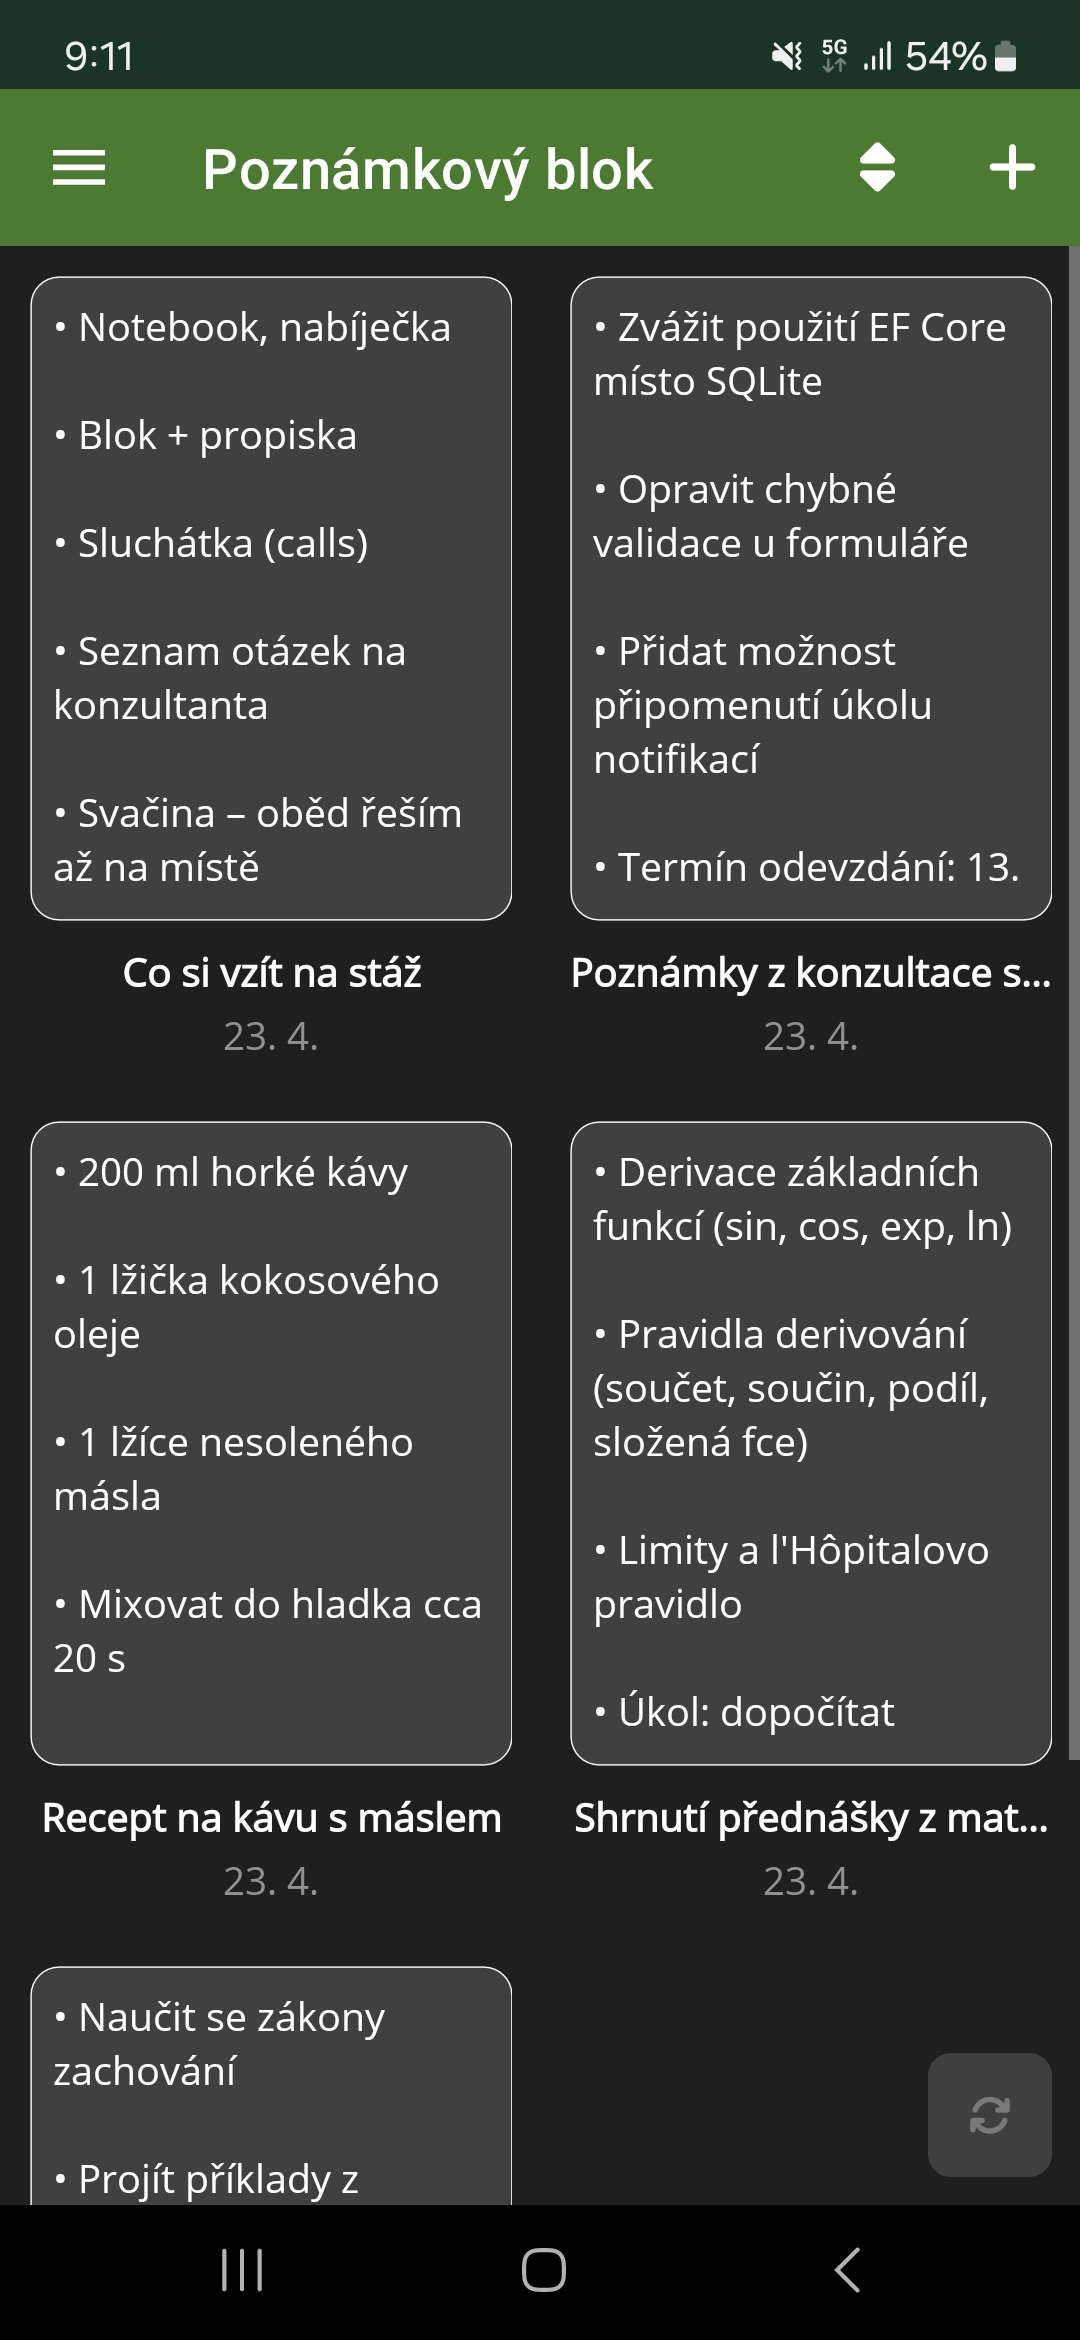 9:11
5G
54%
Poznámkový blok
• Notebook, nabíječka
• Blok + propiska
• Sluchátka (calls)
• Seznam otázek na
konzultanta
• Svačina – oběd řeším
až na místě
Co si vzít na stáž
23. 4.
• Zvážit použití EF Core
místo SQLite
• Opravit chybné
validace u formuláře
• Přidat možnost
připomenutí úkolu
notifikací
• Termín odevzdání: 13.
Poznámky z konzultace s...
23. 4.
• 200 ml horké kávy
• 1 lžička kokosového
oleje
• 1 lžíce nesoleného
másla
• Mixovat do hladka cca
20 s
Recept na kávu s máslem
23. 4.
• Derivace základních
funkcí (sin, cos, exp, ln)
• Pravidla derivování
(součet, součin, podíl,
složená fce)
• Limity a l'Hôpitalovo
pravidlo
• Úkol: dopočítat
Shrnutí přednášky z mat...
23. 4.
• Naučit se zákony
zachování
• Projít příklady z